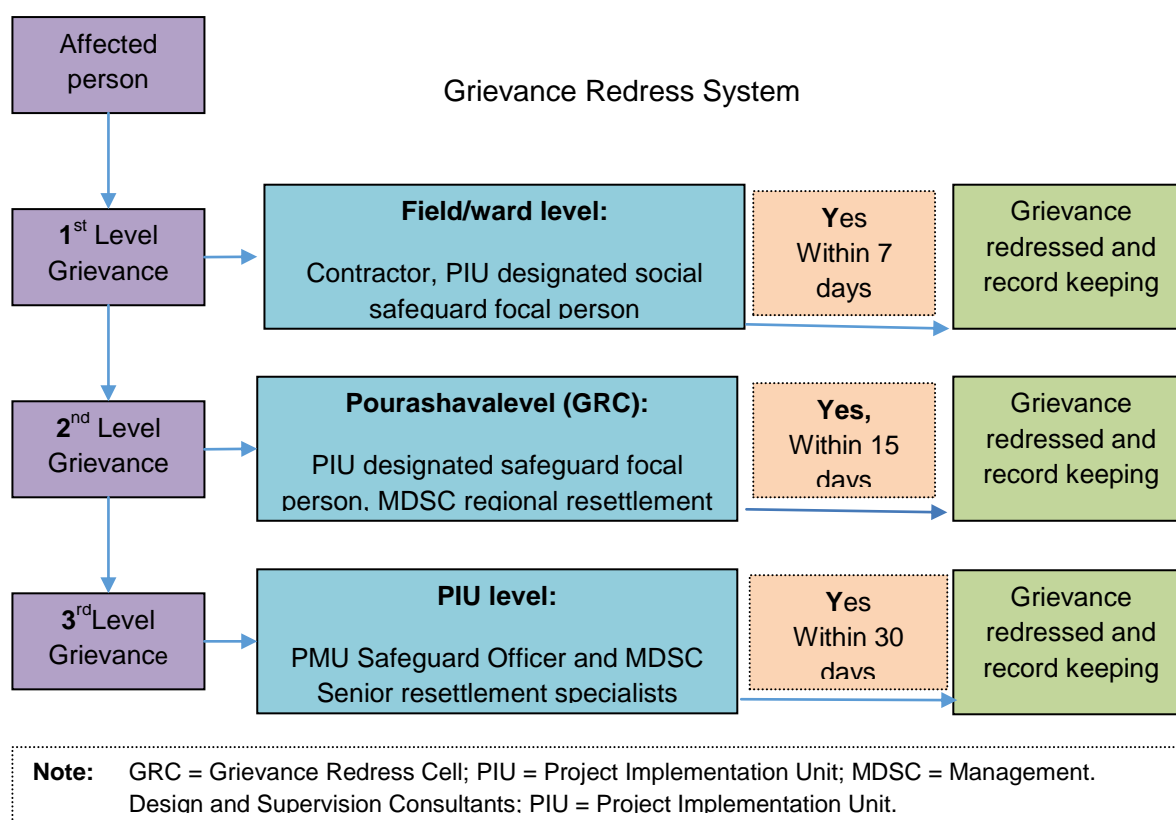 Affected
person
Grievance Redress System
1st Level
Grievance
Field/ward level:
Contractor, PIU designated social
safeguard focal person
Yes
Within 7
days
Grievance
redressed and
record keeping
2nd Level
Grievance
Pourashavalevel (GRC):
PIU designated safeguard focal
person, MDSC regional resettlement
Yes,
Within 15
days
Grievance
redressed and
record keeping
3rdLevel
Grievance
PIU level:
PMU Safeguard Officer and MDSC
Senior resettlement specialists
Yes
Within 30
days
Grievance
redressed and
record keeping
Note: GRC = Grievance Redress Cell; PIU = Project Implementation Unit; MDSC = Management.
Design and Supervision Consultants; PIU = Project Implementation Unit.